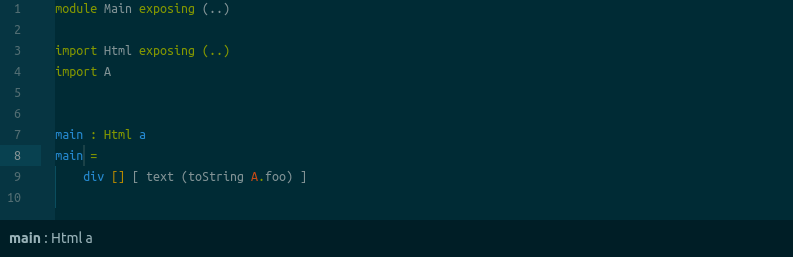 1 module Main exposing (..)
2
3 import Html exposing (..)
4 import A
5
6
7 main : Html a
8 main =
9     div [] [ text (toString A.foo) ]
10
main : Html a